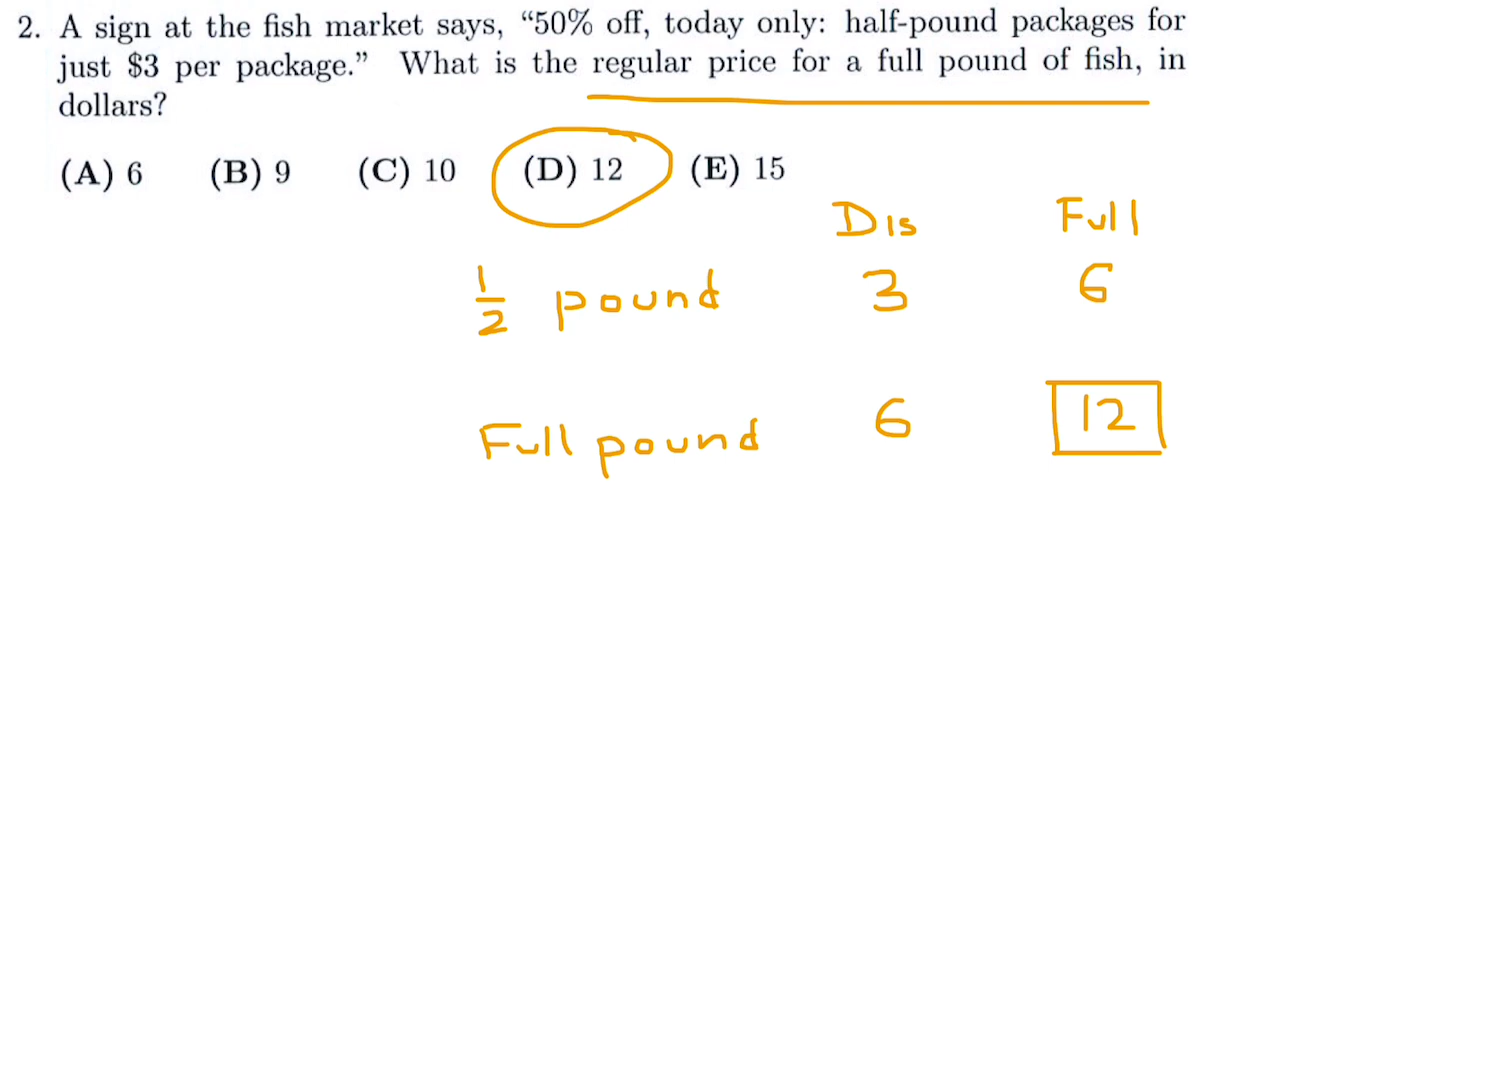 2. A sign at the fish market says, “50% off, today only: half-pound packages for
just $3 per package.” What is the regular price for a full pound of fish, in
dollars?
(A) 6 (B) 9 (C) 10 (D) 12 (E) 15
Dis Full
1/2 pound 3 6
Full pound 6 12